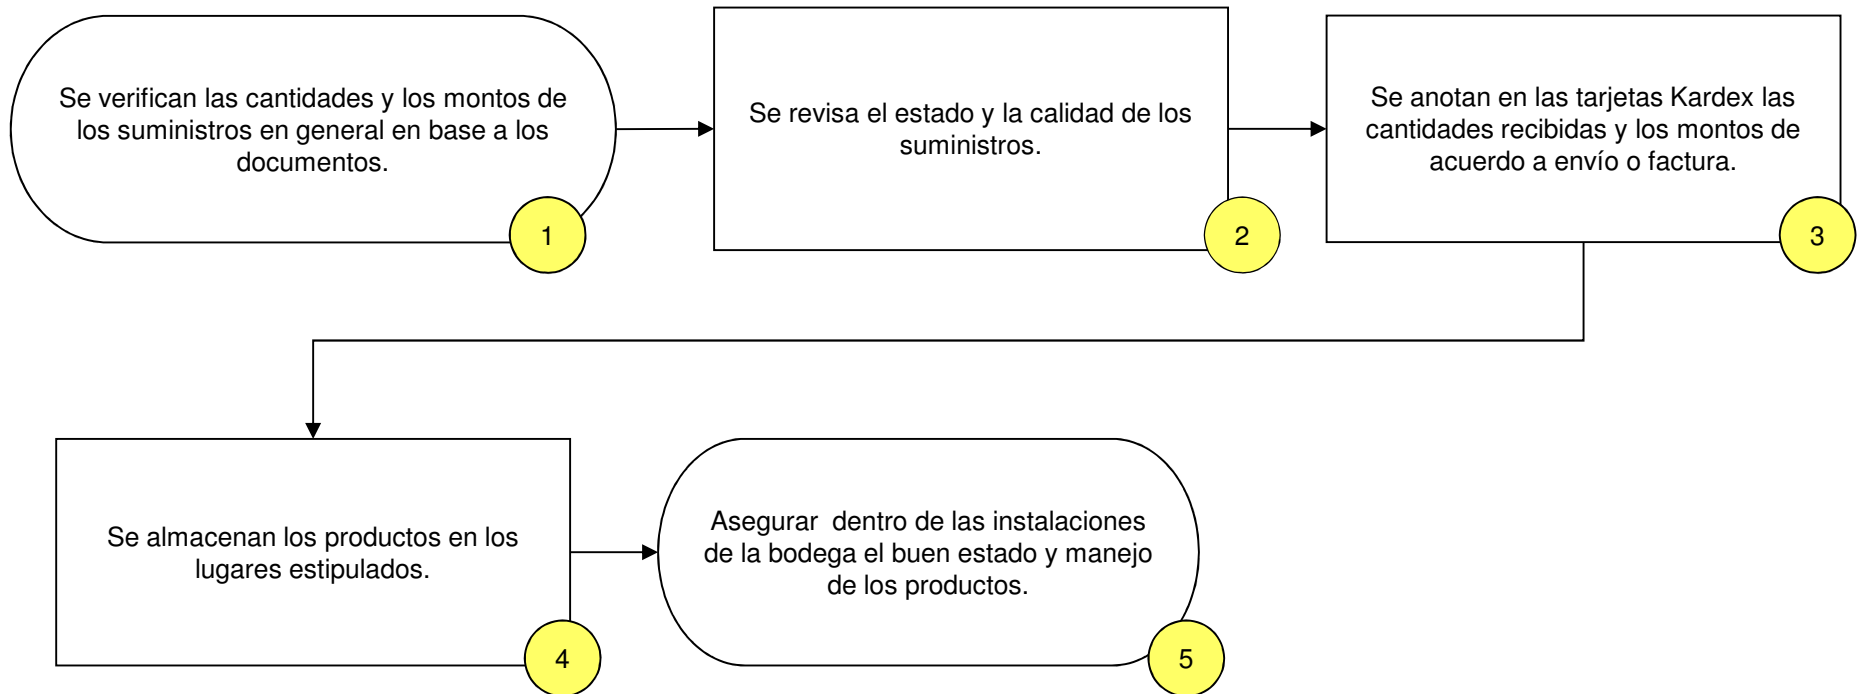 Se verifican las cantidades y los montos de
los suministros en general en base a los
documentos.
1
Se revisa el estado y la calidad de los
suministros.
2
Se anotan en las tarjetas Kardex las
cantidades recibidas y los montos de
acuerdo a envío o factura.
3
Se almacenan los productos en los
lugares estipulados.
4
Asegurar  dentro de las instalaciones
de la bodega el buen estado y manejo
de los productos.
5